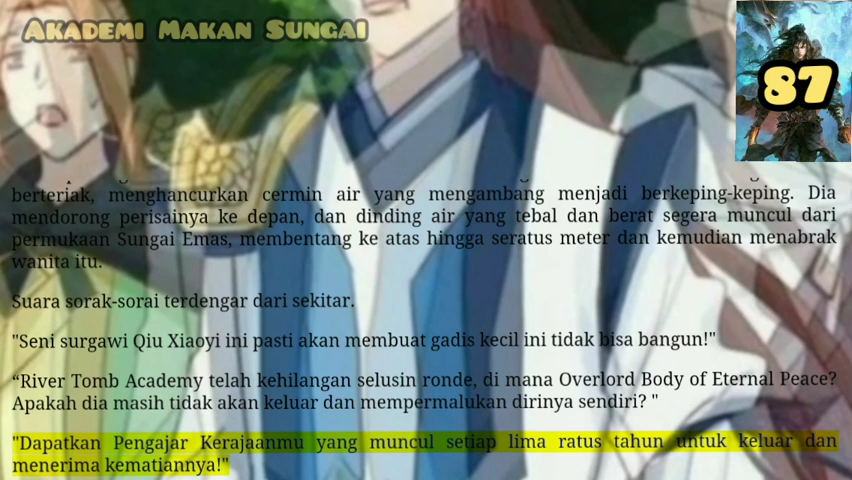 Akademi Makan Sungai
87
berteriak, menghancurkan cermin air yang mengambang menjadi berkeping-keping. Dia
mendorong perisainya ke depan, dan dinding air yang tebal dan berat segera muncul dari
permukaan Sungai Emas, membentang ke atas hingga seratus meter dan kemudian menabrak
wanita itu.
Suara sorak-sorai terdengar dari sekitar.
"Seni surgawi Qiu Xiaoyi ini pasti akan membuat gadis kecil ini tidak bisa bangun!"
“River Tomb Academy telah kehilangan selusin ronde, di mana Overlord Body of Eternal Peace?
Apakah dia masih tidak akan keluar dan mempermalukan dirinya sendiri? "
"Dapatkan Pengajar Kerajaanmu yang muncul setiap lima ratus tahun untuk keluar dan
menerima kematiannya!"